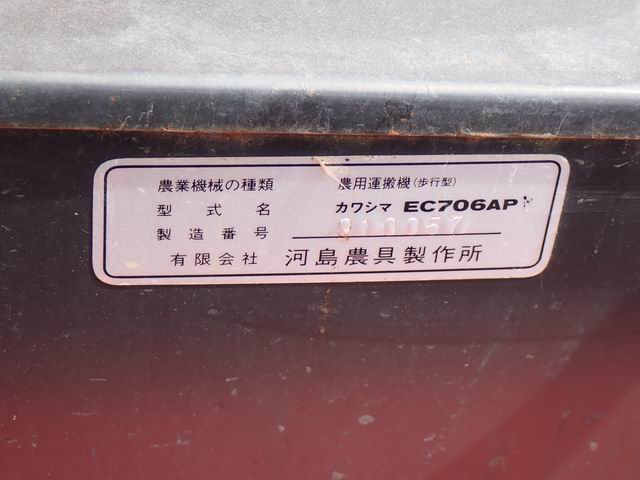 農業機械の種類 農用運搬機(歩行型)
型式名 カワシマ EC706AP
製造番号 910057
有限会社 河島農具製作所